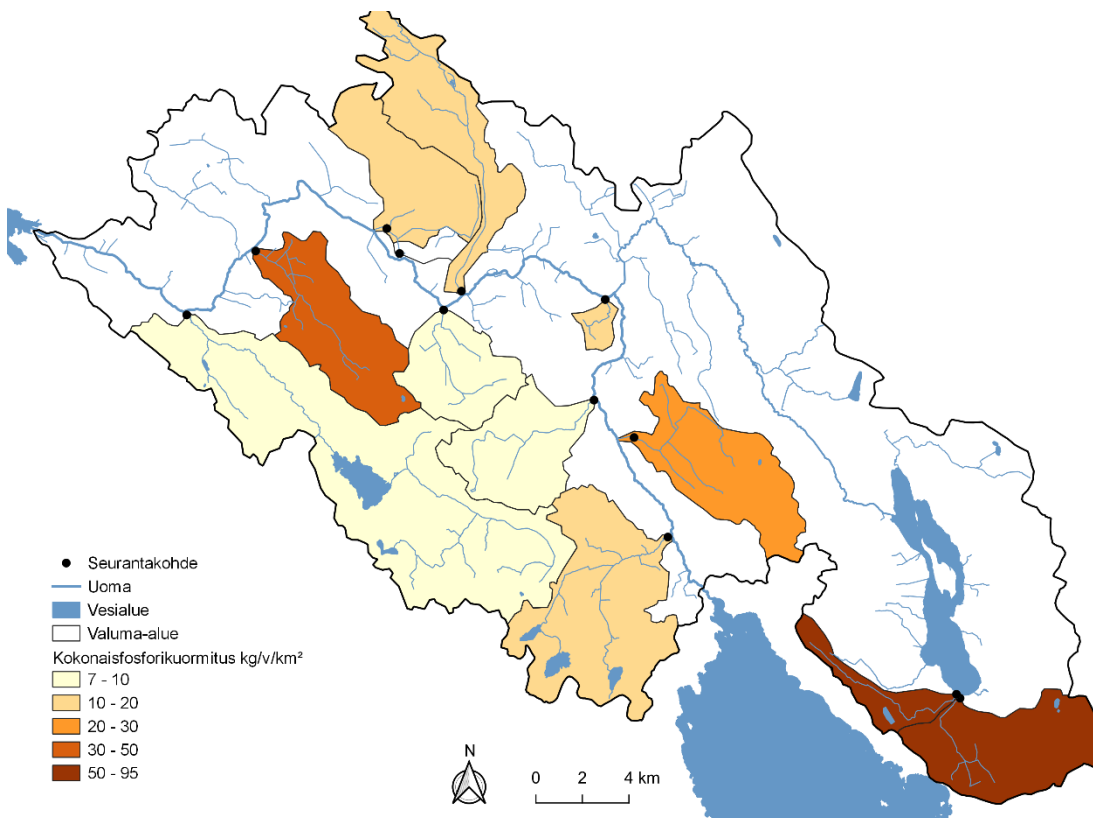 Seurantakohde
Uoma
Vesialue
Valuma-alue
Kokonaisfosforikuormitus kg/v/km²
7 - 10
10 - 20
20 - 30
30 - 50
50 - 95
N
0 2 4 km